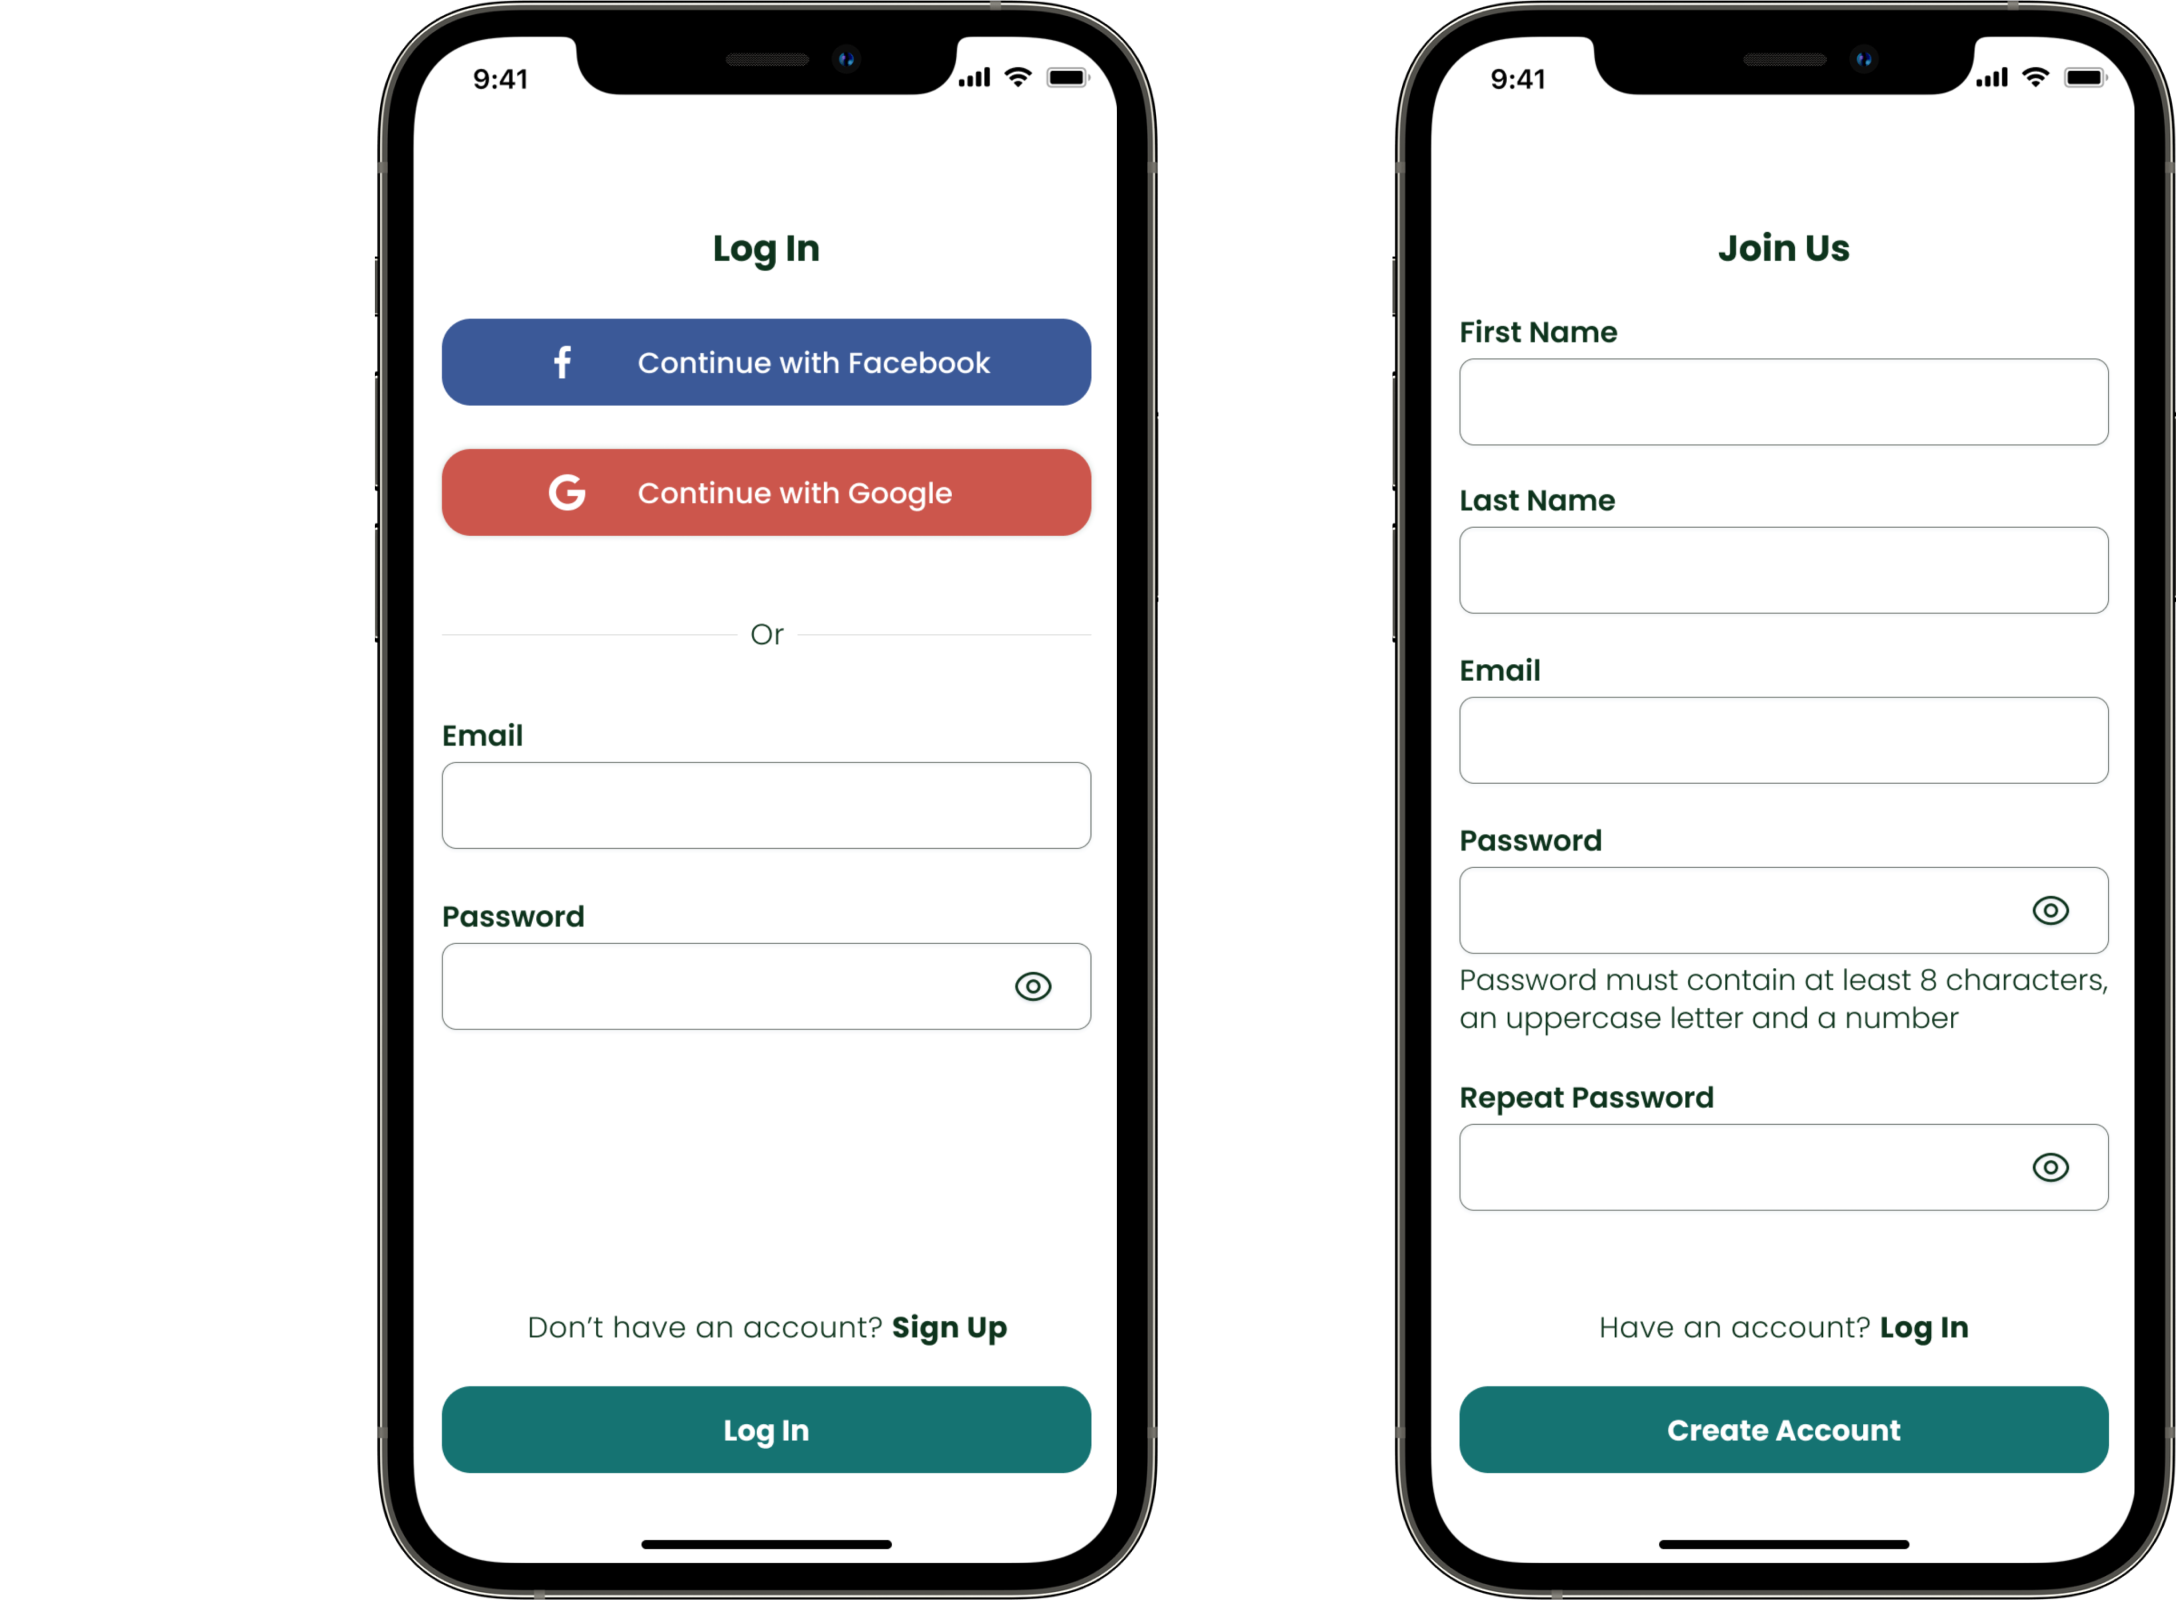 9:41
Log In
Continue with Facebook
Continue with Google
Or
Email
Password
Don’t have an account? Sign Up
Log In
9:41
Join Us
First Name
Last Name
Email
Password
Password must contain at least 8 characters,
an uppercase letter and a number
Repeat Password
Have an account? Log In
Create Account